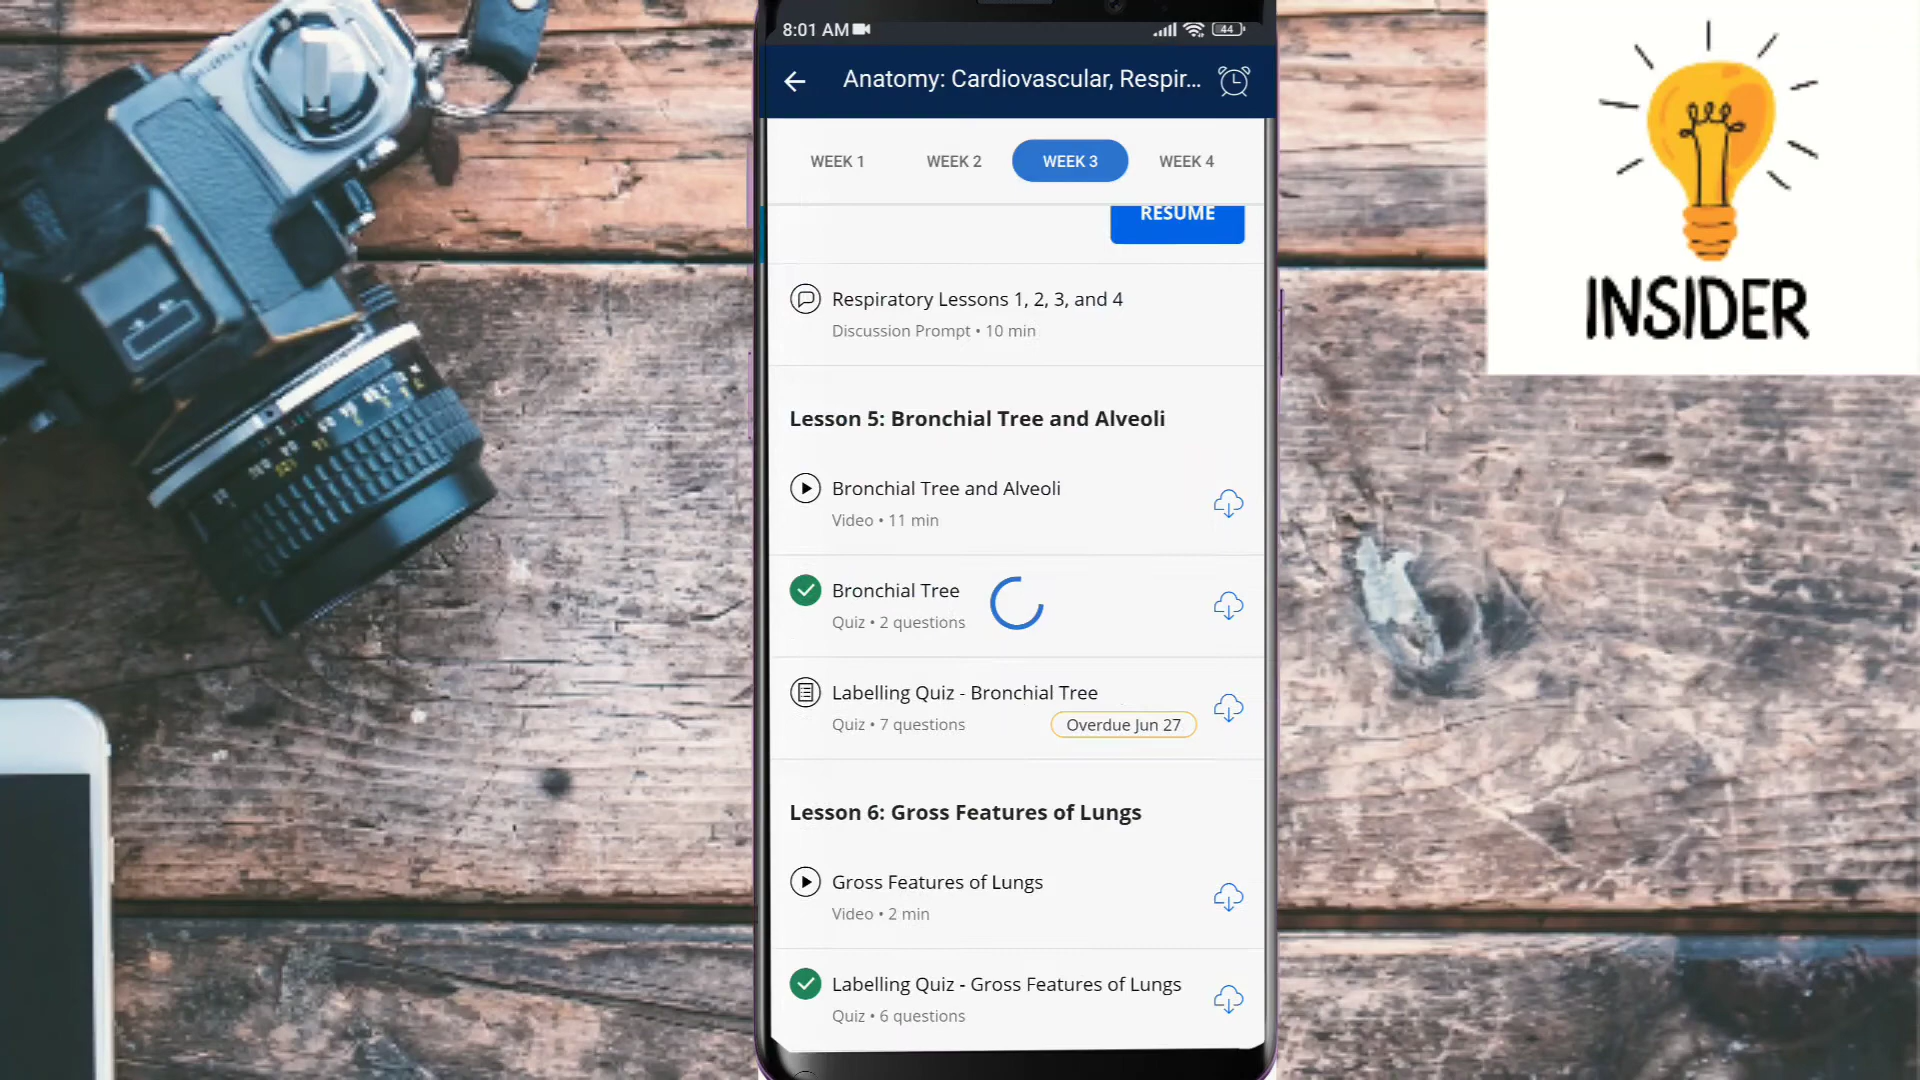 8:01 AM
44
Anatomy: Cardiovascular, Respir...
WEEK 1
WEEK 2
WEEK 3
WEEK 4
RESUME
Respiratory Lessons 1, 2, 3, and 4
Discussion Prompt • 10 min
Lesson 5: Bronchial Tree and Alveoli
Bronchial Tree and Alveoli
Video • 11 min
Bronchial Tree
Quiz • 2 questions
Labelling Quiz - Bronchial Tree
Quiz • 7 questions
Overdue Jun 27
Lesson 6: Gross Features of Lungs
Gross Features of Lungs
Video • 2 min
Labelling Quiz - Gross Features of Lungs
Quiz • 6 questions
INSIDER